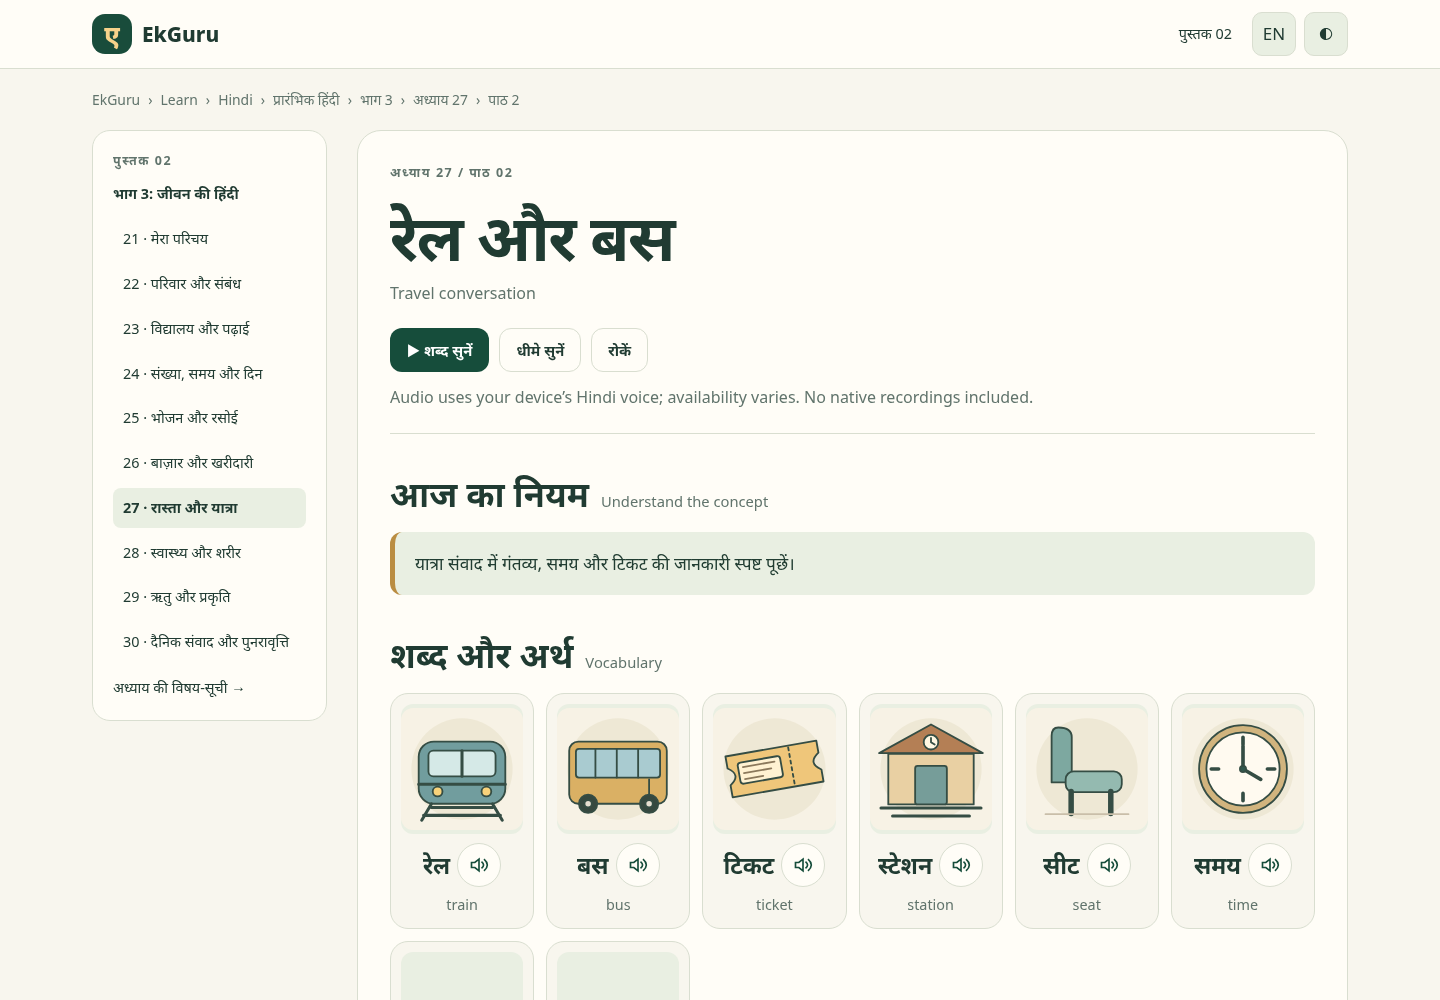 ए EkGuru
पुस्तक 02
EN
EkGuru › Learn › Hindi › प्रारंभिक हिंदी › भाग 3 › अध्याय 27 › पाठ 2
पुस्तक 02
भाग 3: जीवन की हिंदी
21 · मेरा परिचय
22 · परिवार और संबंध
23 · विद्यालय और पढ़ाई
24 · संख्या, समय और दिन
25 · भोजन और रसोई
26 · बाज़ार और खरीदारी
27 · रास्ता और यात्रा
28 · स्वास्थ्य और शरीर
29 · ऋतु और प्रकृति
30 · दैनिक संवाद और पुनरावृत्ति
अध्याय की विषय-सूची →
अध्याय 27 / पाठ 02
रेल और बस
Travel conversation
▶ शब्द सुनें
धीमे सुनें
रोकें
Audio uses your device’s Hindi voice; availability varies. No native recordings included.
आज का नियम Understand the concept
यात्रा संवाद में गंतव्य, समय और टिकट की जानकारी स्पष्ट पूछें।
शब्द और अर्थ Vocabulary
रेल
train
बस
bus
टिकट
ticket
स्टेशन
station
सीट
seat
समय
time